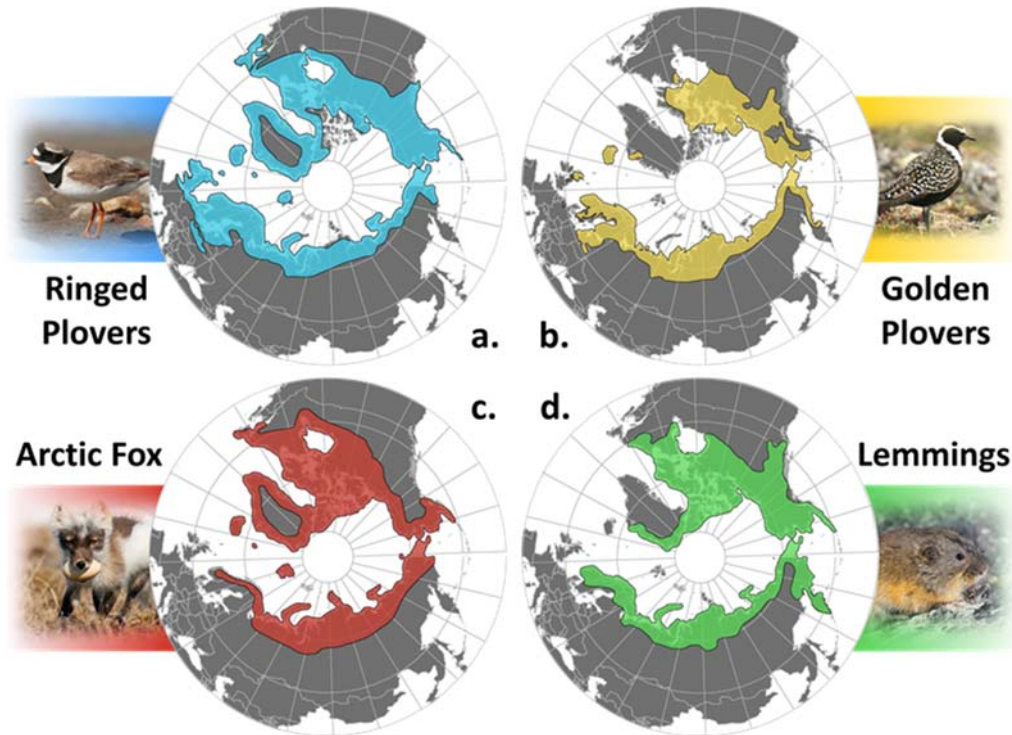 a.
b.
Ringed
Plovers
Golden
Plovers
c.
d.
Arctic Fox
Lemmings